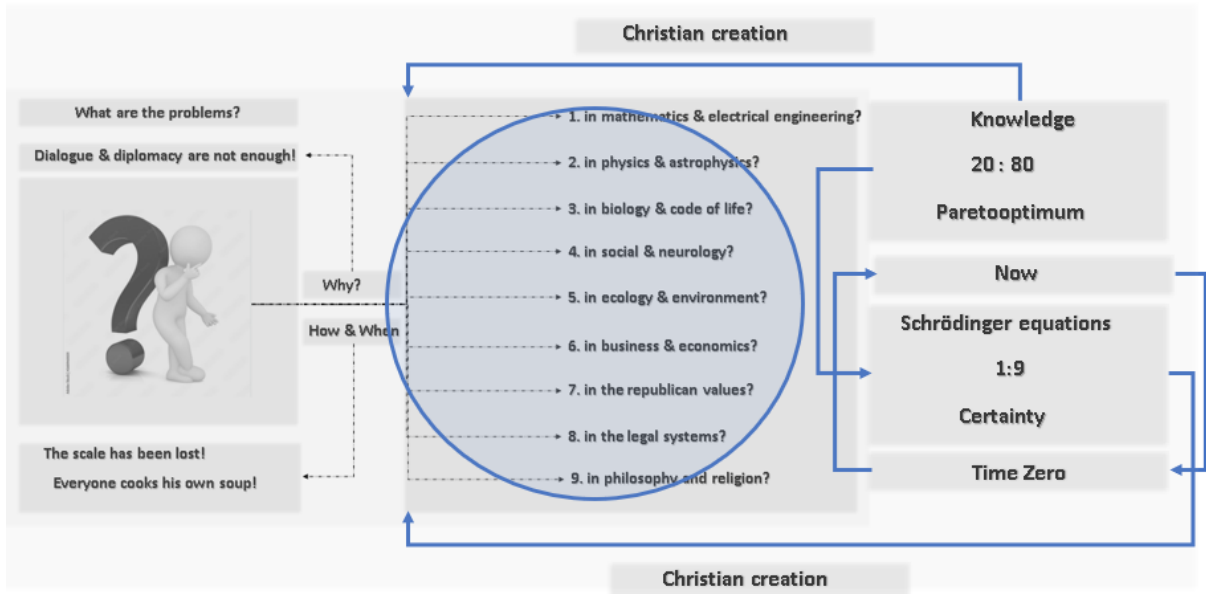 Christian creation
What are the problems?
Dialogue & diplomacy are not enough!
Why?
How & When
The scale has been lost!
Everyone cooks his own soup!
1. in mathematics & electrical engineering?
2. in physics & astrophysics?
3. in biology & code of life?
4. in social & neurology?
5. in ecology & environment?
6. in business & economics?
7. in the republican values?
8. in the legal systems?
9. in philosophy and religion?
Knowledge
20 : 80
Paretooptimum
Now
Schrödinger equations
1:9
Certainty
Time Zero
Christian creation